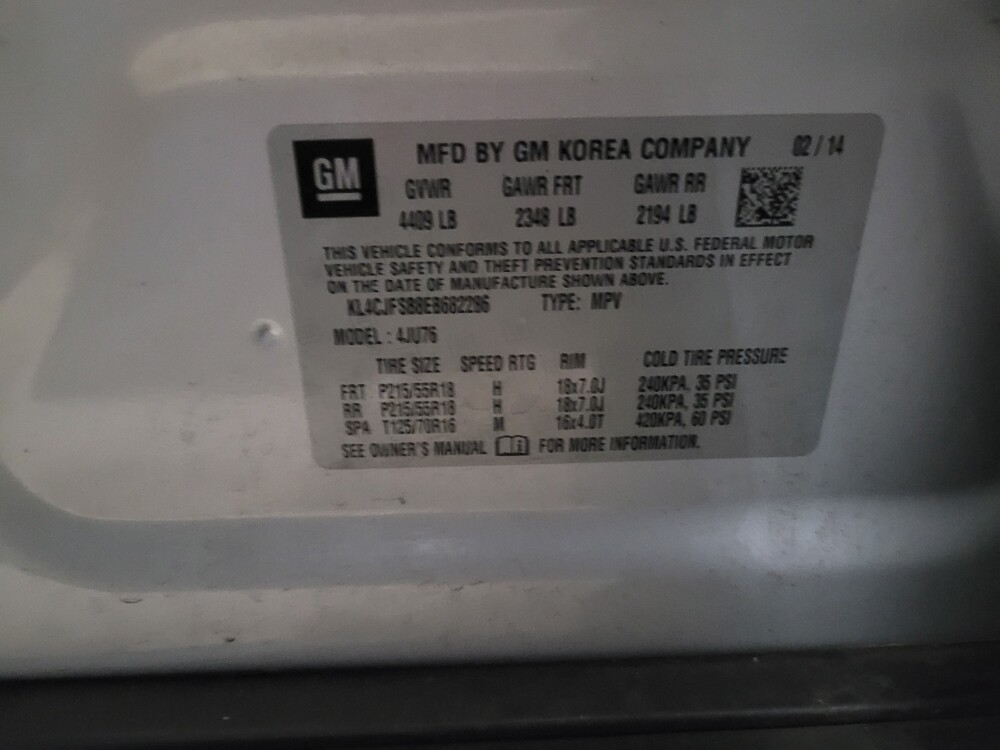 GM
MFD BY GM KOREA COMPANY 02 / 14
GVWR GAWR FRT GAWR RR
4409 LB 2348 LB 2194 LB
THIS VEHICLE CONFORMS TO ALL APPLICABLE U.S. FEDERAL MOTOR
VEHICLE SAFETY AND THEFT PREVENTION STANDARDS IN EFFECT
ON THE DATE OF MANUFACTURE SHOWN ABOVE.
KL4CJFSB8EB682286 TYPE: MPV
MODEL : 4JU76
TIRE SIZE SPEED RTG RIM COLD TIRE PRESSURE
FRT P215/55R18 H 18x7.0J 240KPA, 35 PSI
RR P215/55R18 H 18x7.0J 240KPA, 35 PSI
SPA T125/70R16 M 16x4.0T 420KPA, 60 PSI
SEE OWNER'S MANUAL FOR MORE INFORMATION.